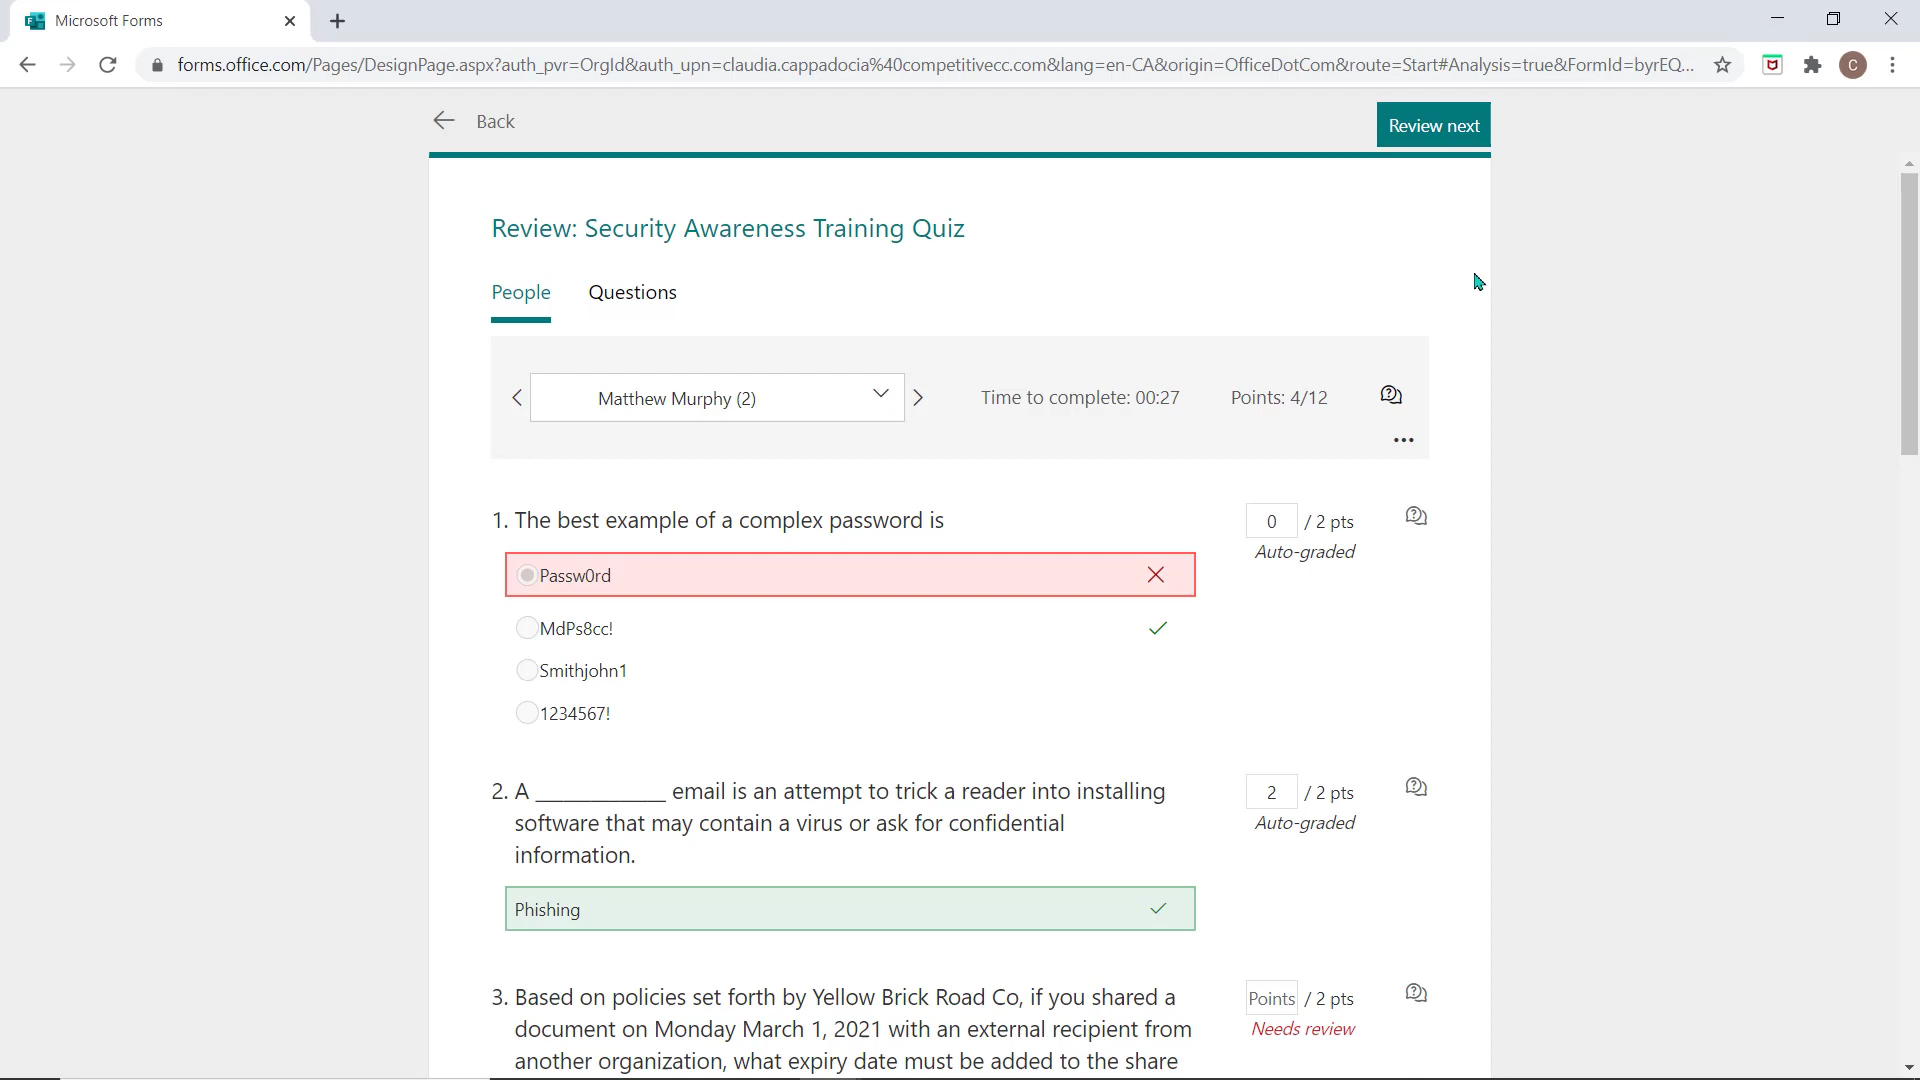 Microsoft Forms
forms.office.com/Pages/DesignPage.aspx?auth_pvr=OrgId&auth_upn=claudia.cappadocia%40competitivecc.com&lang=en-CA&origin=OfficeDotCom&route=Start#Analysis=true&FormId=byrEQ...
C
Back
Review next
Review: Security Awareness Training Quiz
People Questions
Matthew Murphy (2)
Time to complete: 00:27
Points: 4/12
1. The best example of a complex password is
0 / 2 pts
Auto-graded
Passw0rd
MdPs8cc!
Smithjohn1
1234567!
2. A _____________ email is an attempt to trick a reader into installing
software that may contain a virus or ask for confidential
information.
2 / 2 pts
Auto-graded
Phishing
3. Based on policies set forth by Yellow Brick Road Co, if you shared a
document on Monday March 1, 2021 with an external recipient from
another organization, what expiry date must be added to the share
Points / 2 pts
Needs review